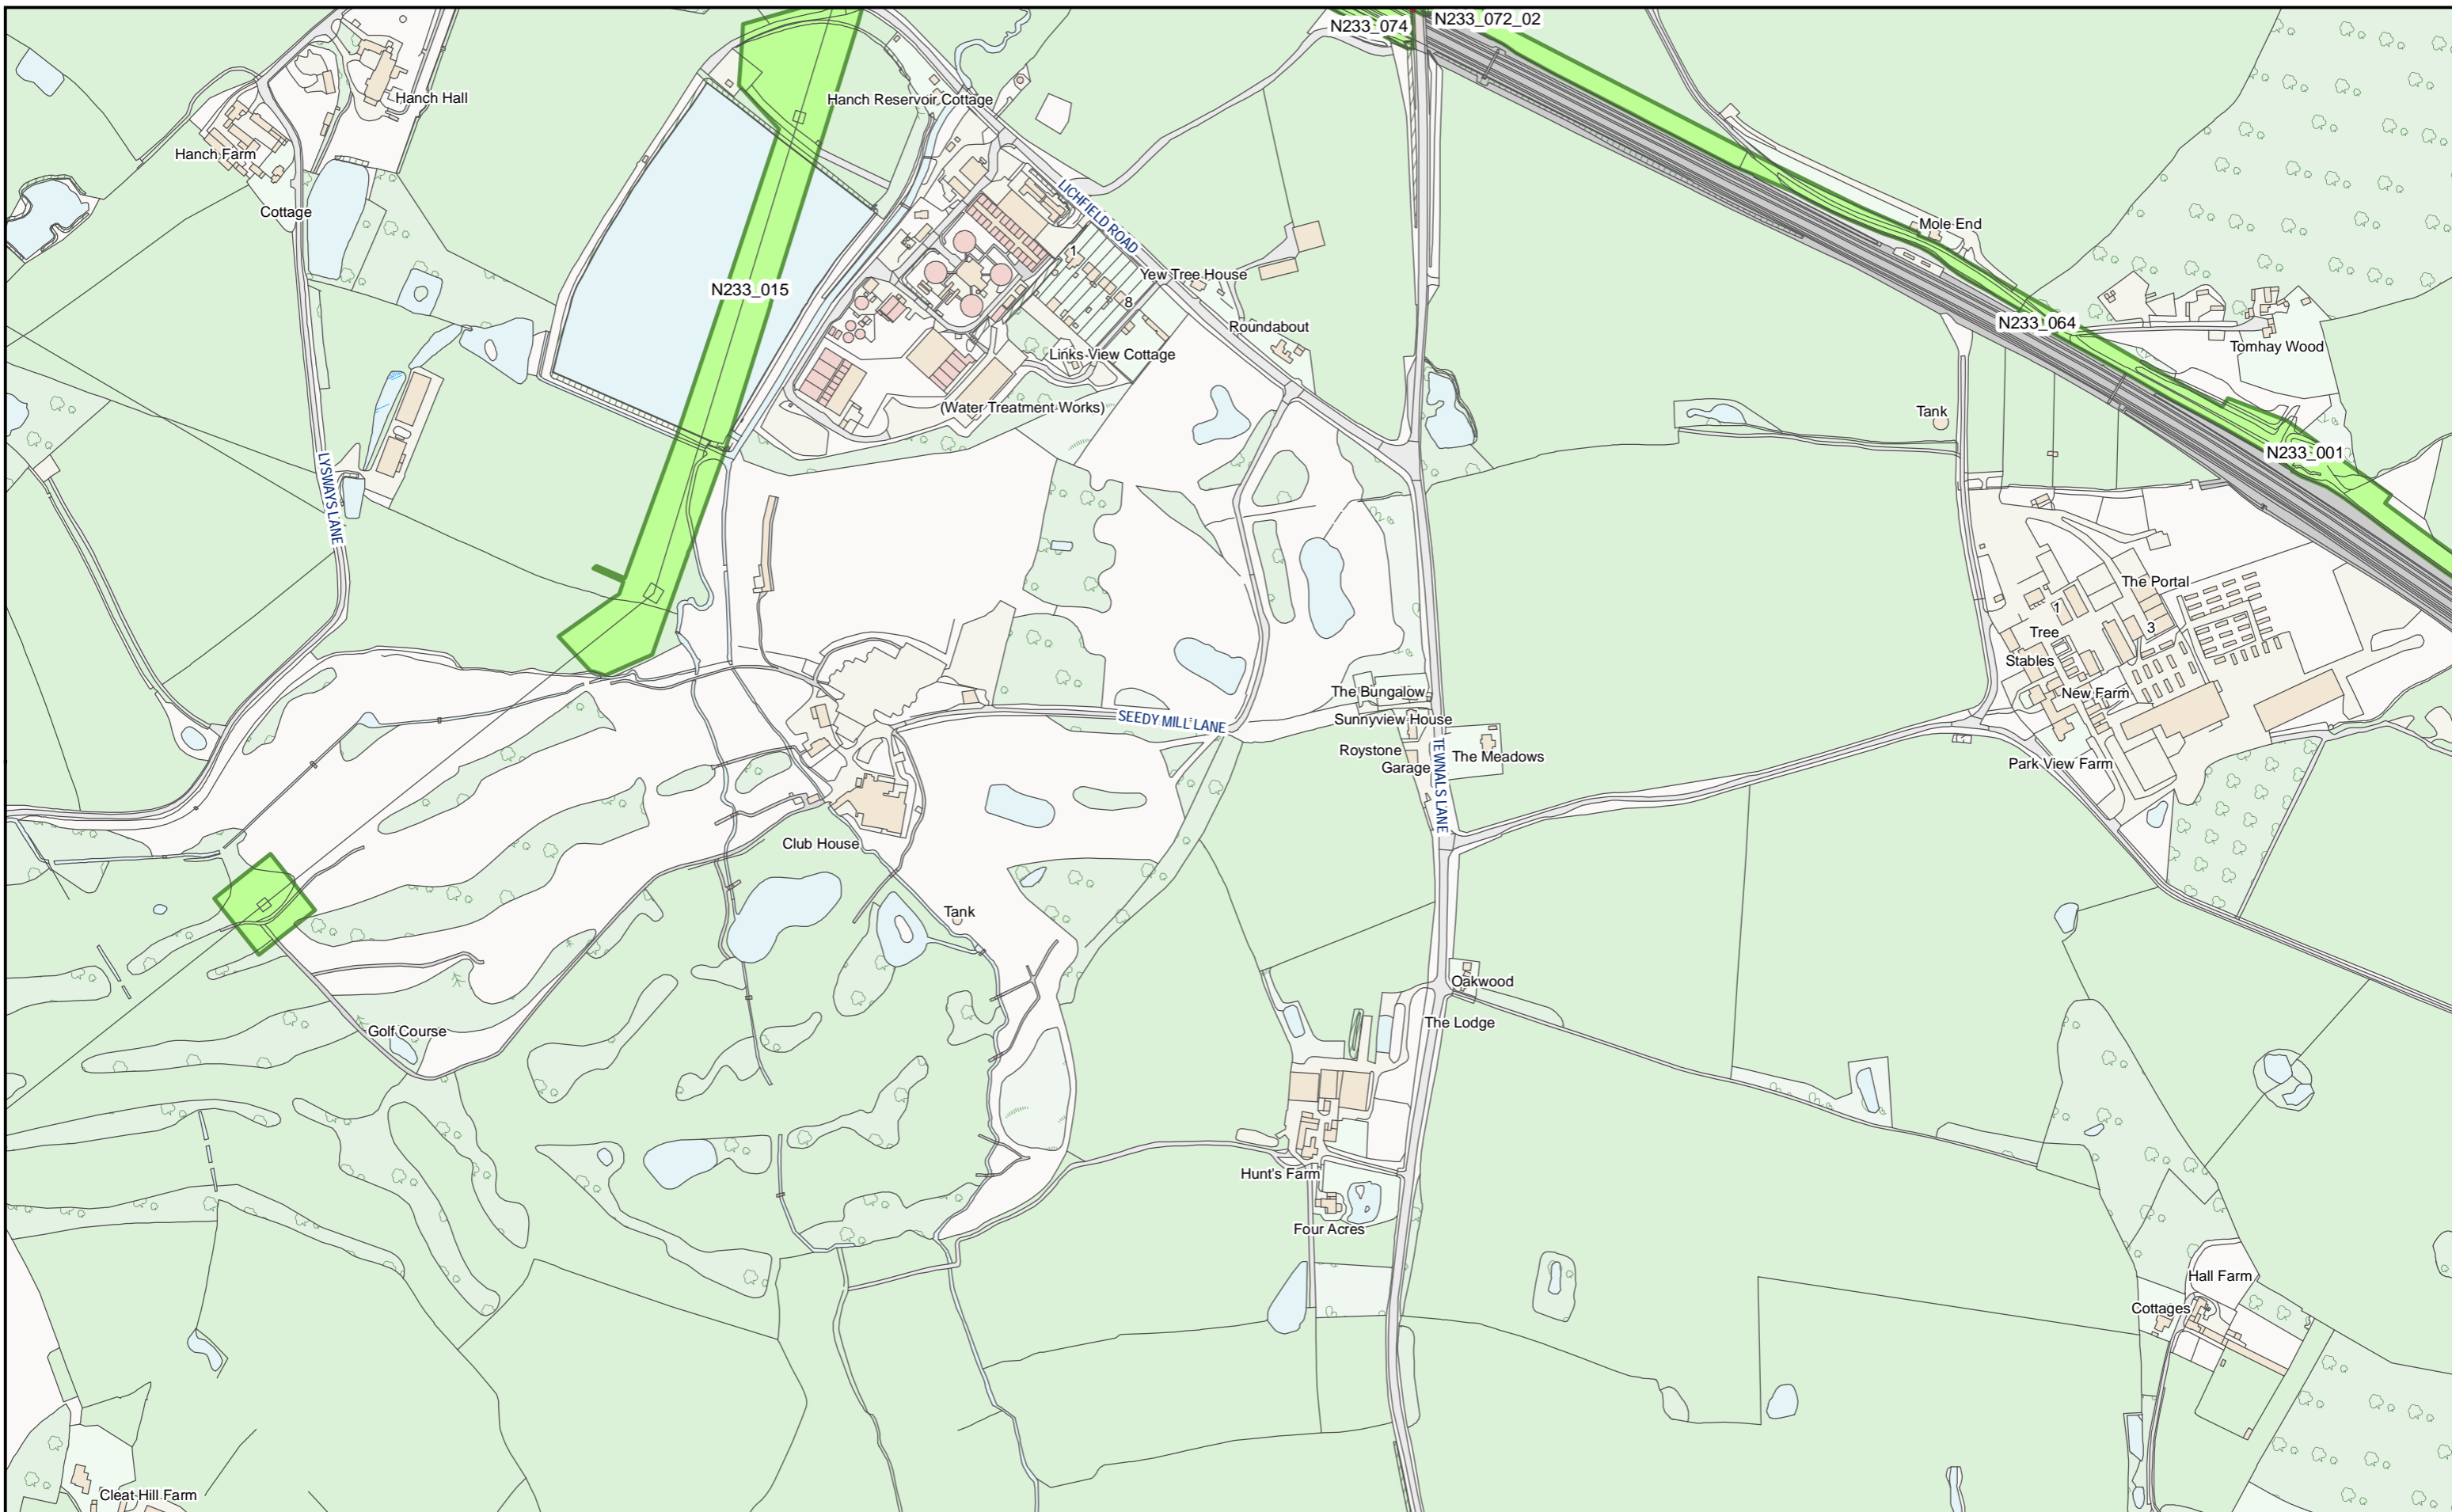 N233_074
N233_072_02
Hanch Hall
Hanch Reservoir Cottage
Hanch Farm
Cottage
LICHFIELD ROAD
Mole End
1
Yew Tree House
N233_015
8
Roundabout
N233_064
Tomhay Wood
Links View Cottage
(Water Treatment Works)
Tank
N233_001
LYSWAYS LANE
The Portal
1
3
Tree
Stables
New Farm
The Bungalow
SEEDY MILL LANE
Sunnyview House
Roystone
Garage
The Meadows
TEWNALS LANE
Park View Farm
Club House
Tank
Oakwood
The Lodge
Golf Course
Hunt's Farm
Four Acres
Hall Farm
Cottages
Cleat Hill Farm